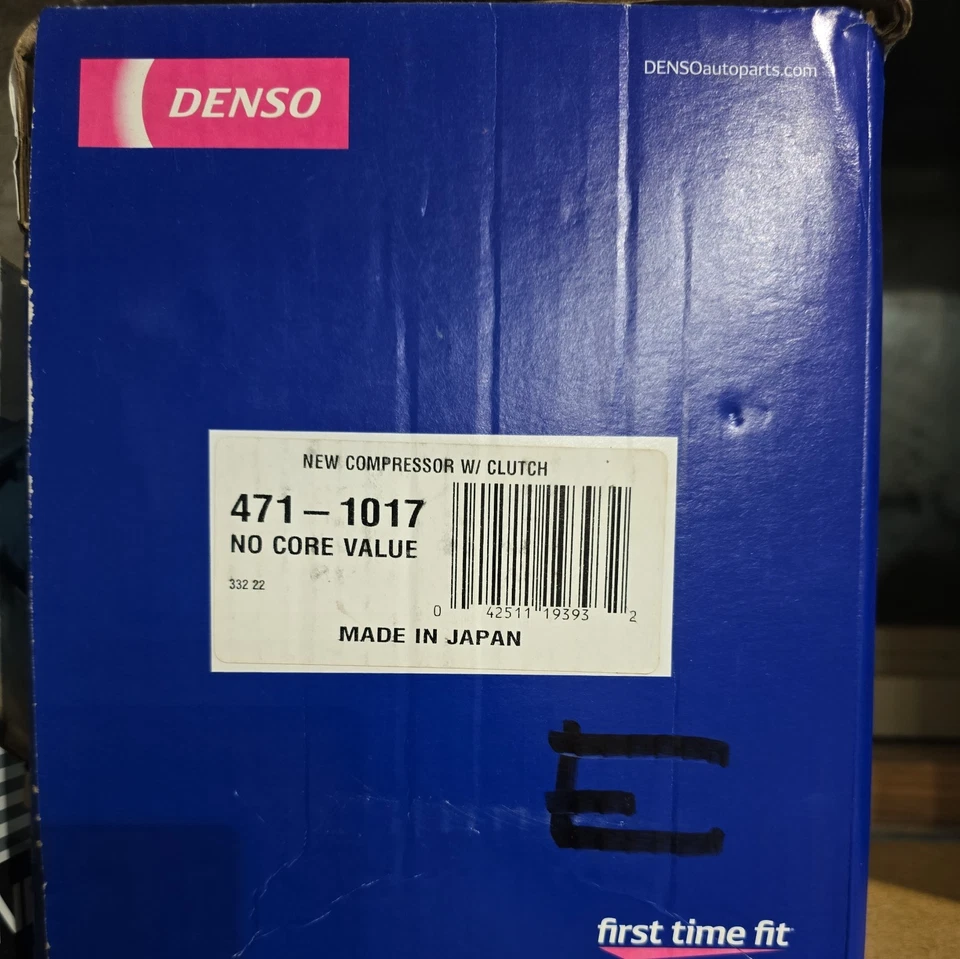 DENSO
DENSOautoparts.com
NEW COMPRESSOR W/ CLUTCH
471-1017
NO CORE VALUE
332 22
0 42511 19393 2
MADE IN JAPAN
E
first time fit